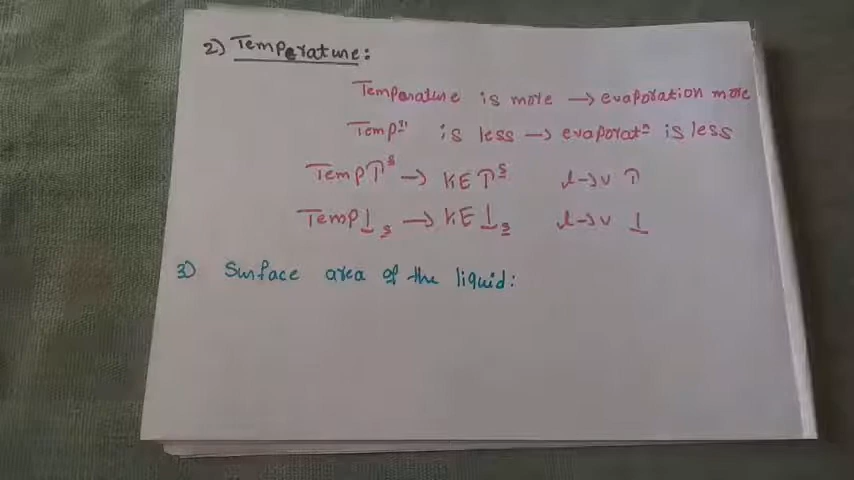 2) Temperature:
Temperature is more → evaporation more
Tempⁿ is less → evaporatⁿ is less
Temp↑s → KE↑s l→v ↑
Temp↓s → KE↓s l→v ↓
3) Surface area of the liquid: